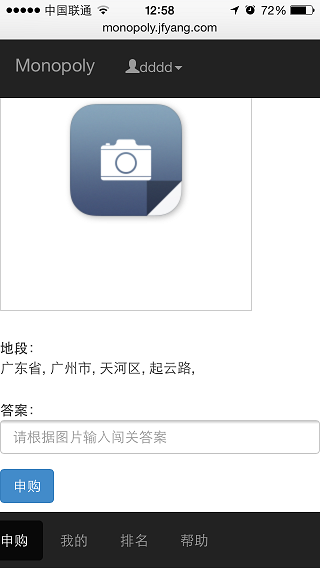 中国联通 12:58 72%
monopoly.jfyang.com
Monopoly dddd
地段：
广东省, 广州市, 天河区, 起云路,
答案：
请根据图片输入闯关答案
申购
申购 我的 排名 帮助